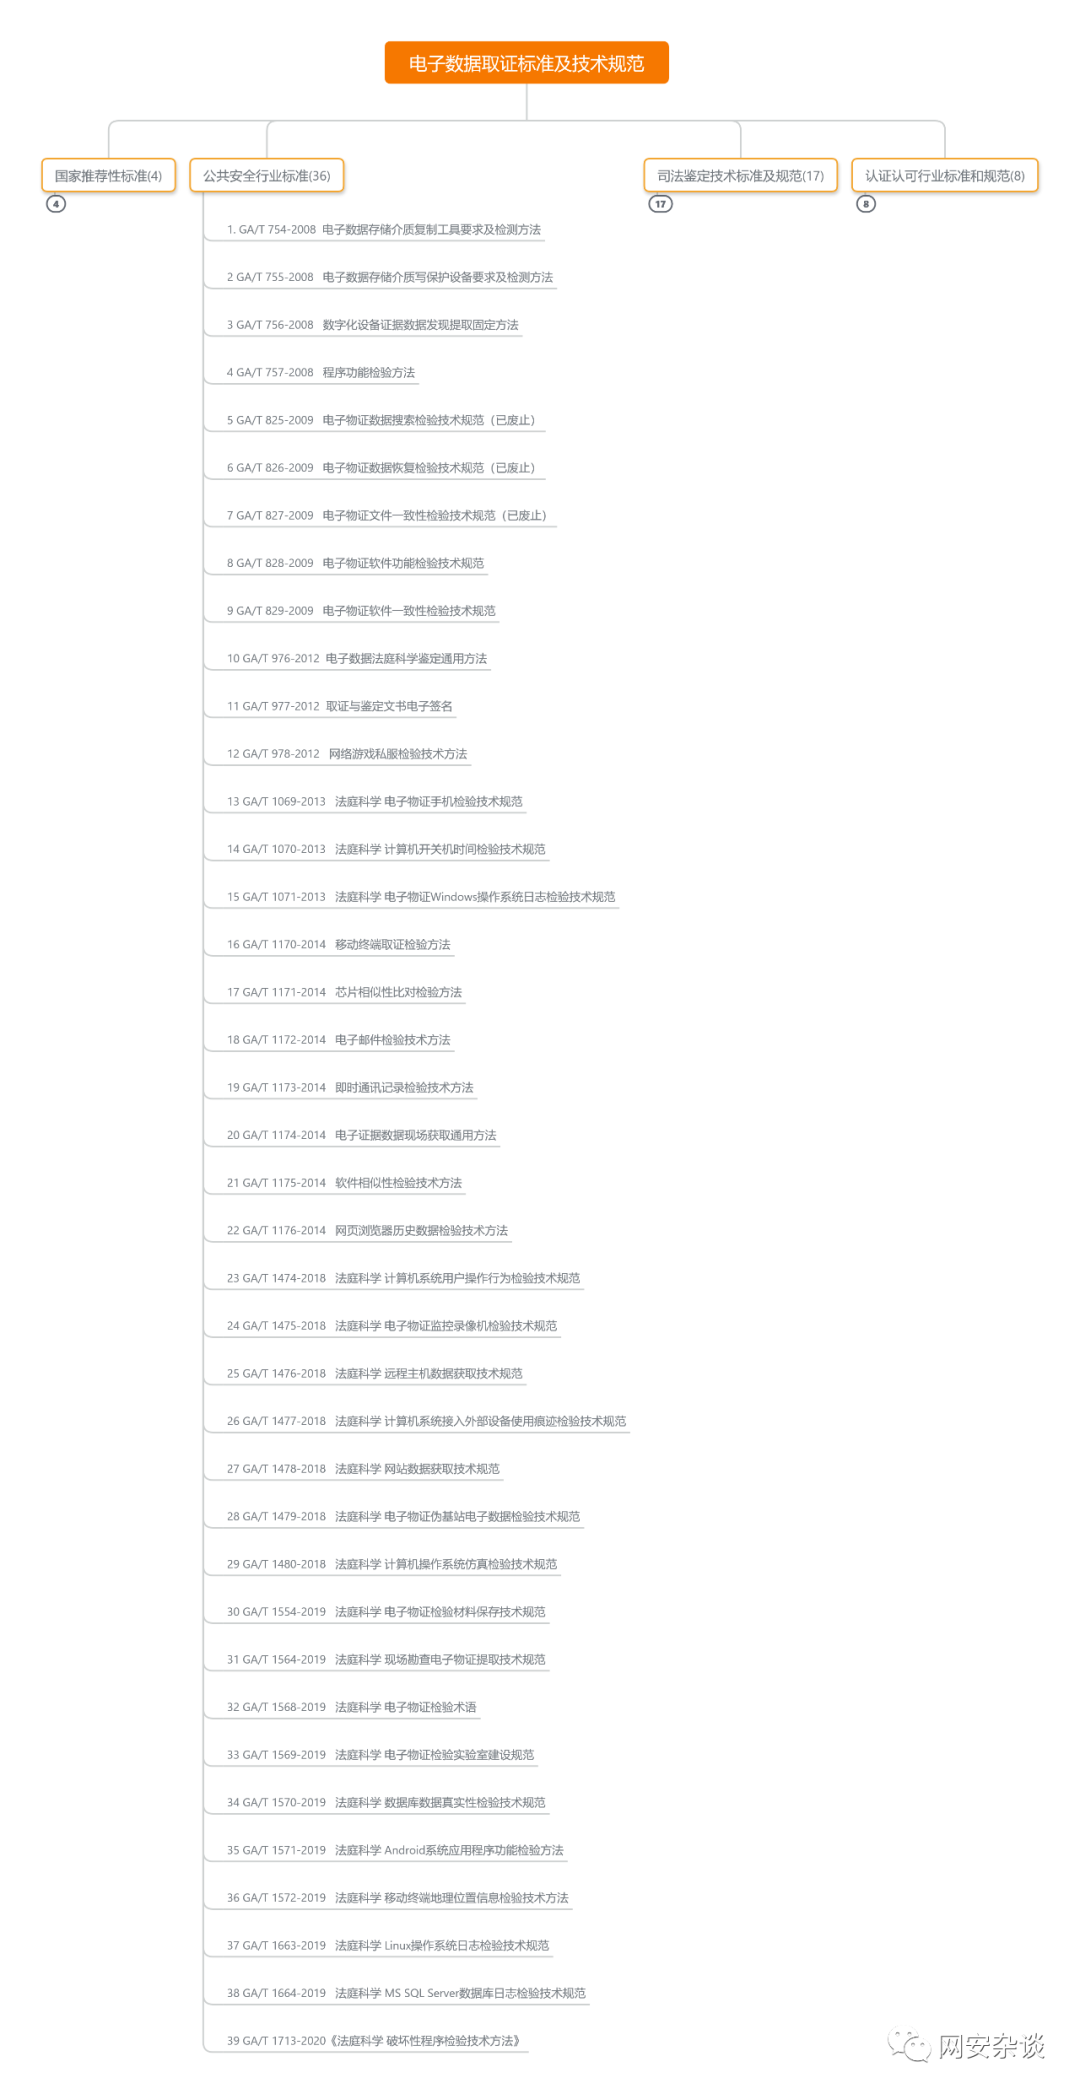 电子数据取证标准及技术规范
国家推荐性标准(4)
公共安全行业标准(36)
司法鉴定技术标准及规范(17)
认证认可行业标准和规范(8)
4
17
8
1. GA/T 754-2008 电子数据存储介质复制工具要求及检测方法
2 GA/T 755-2008 电子数据存储介质写保护设备要求及检测方法
3 GA/T 756-2008 数字化设备证据数据发现提取固定方法
4 GA/T 757-2008 程序功能检验方法
5 GA/T 825-2009 电子物证数据搜索检验技术规范（已废止）
6 GA/T 826-2009 电子物证数据恢复检验技术规范（已废止）
7 GA/T 827-2009 电子物证文件一致性检验技术规范（已废止）
8 GA/T 828-2009 电子物证软件功能检验技术规范
9 GA/T 829-2009 电子物证软件一致性检验技术规范
10 GA/T 976-2012 电子数据法庭科学鉴定通用方法
11 GA/T 977-2012 取证与鉴定文书电子签名
12 GA/T 978-2012 网络游戏私服检验技术方法
13 GA/T 1069-2013 法庭科学 电子物证手机检验技术规范
14 GA/T 1070-2013 法庭科学 计算机开关机时间检验技术规范
15 GA/T 1071-2013 法庭科学 电子物证Windows操作系统日志检验技术规范
16 GA/T 1170-2014 移动终端取证检验方法
17 GA/T 1171-2014 芯片相似性比对检验方法
18 GA/T 1172-2014 电子邮件检验技术方法
19 GA/T 1173-2014 即时通讯记录检验技术方法
20 GA/T 1174-2014 电子证据数据现场获取通用方法
21 GA/T 1175-2014 软件相似性检验技术方法
22 GA/T 1176-2014 网页浏览器历史数据检验技术方法
23 GA/T 1474-2018 法庭科学 计算机系统用户操作行为检验技术规范
24 GA/T 1475-2018 法庭科学 电子物证监控录像机检验技术规范
25 GA/T 1476-2018 法庭科学 远程主机数据获取技术规范
26 GA/T 1477-2018 法庭科学 计算机系统接入外部设备使用痕迹检验技术规范
27 GA/T 1478-2018 法庭科学 网站数据获取技术规范
28 GA/T 1479-2018 法庭科学 电子物证伪基站电子数据检验技术规范
29 GA/T 1480-2018 法庭科学 计算机操作系统仿真检验技术规范
30 GA/T 1554-2019 法庭科学 电子物证检验材料保存技术规范
31 GA/T 1564-2019 法庭科学 现场勘查电子物证提取技术规范
32 GA/T 1568-2019 法庭科学 电子物证检验术语
33 GA/T 1569-2019 法庭科学 电子物证检验实验室建设规范
34 GA/T 1570-2019 法庭科学 数据库数据真实性检验技术规范
35 GA/T 1571-2019 法庭科学 Android系统应用程序功能检验方法
36 GA/T 1572-2019 法庭科学 移动终端地理位置信息检验技术方法
37 GA/T 1663-2019 法庭科学 Linux操作系统日志检验技术规范
38 GA/T 1664-2019 法庭科学 MS SQL Server数据库日志检验技术规范
39 GA/T 1713-2020《法庭科学 破坏性程序检验技术方法》
网安杂谈